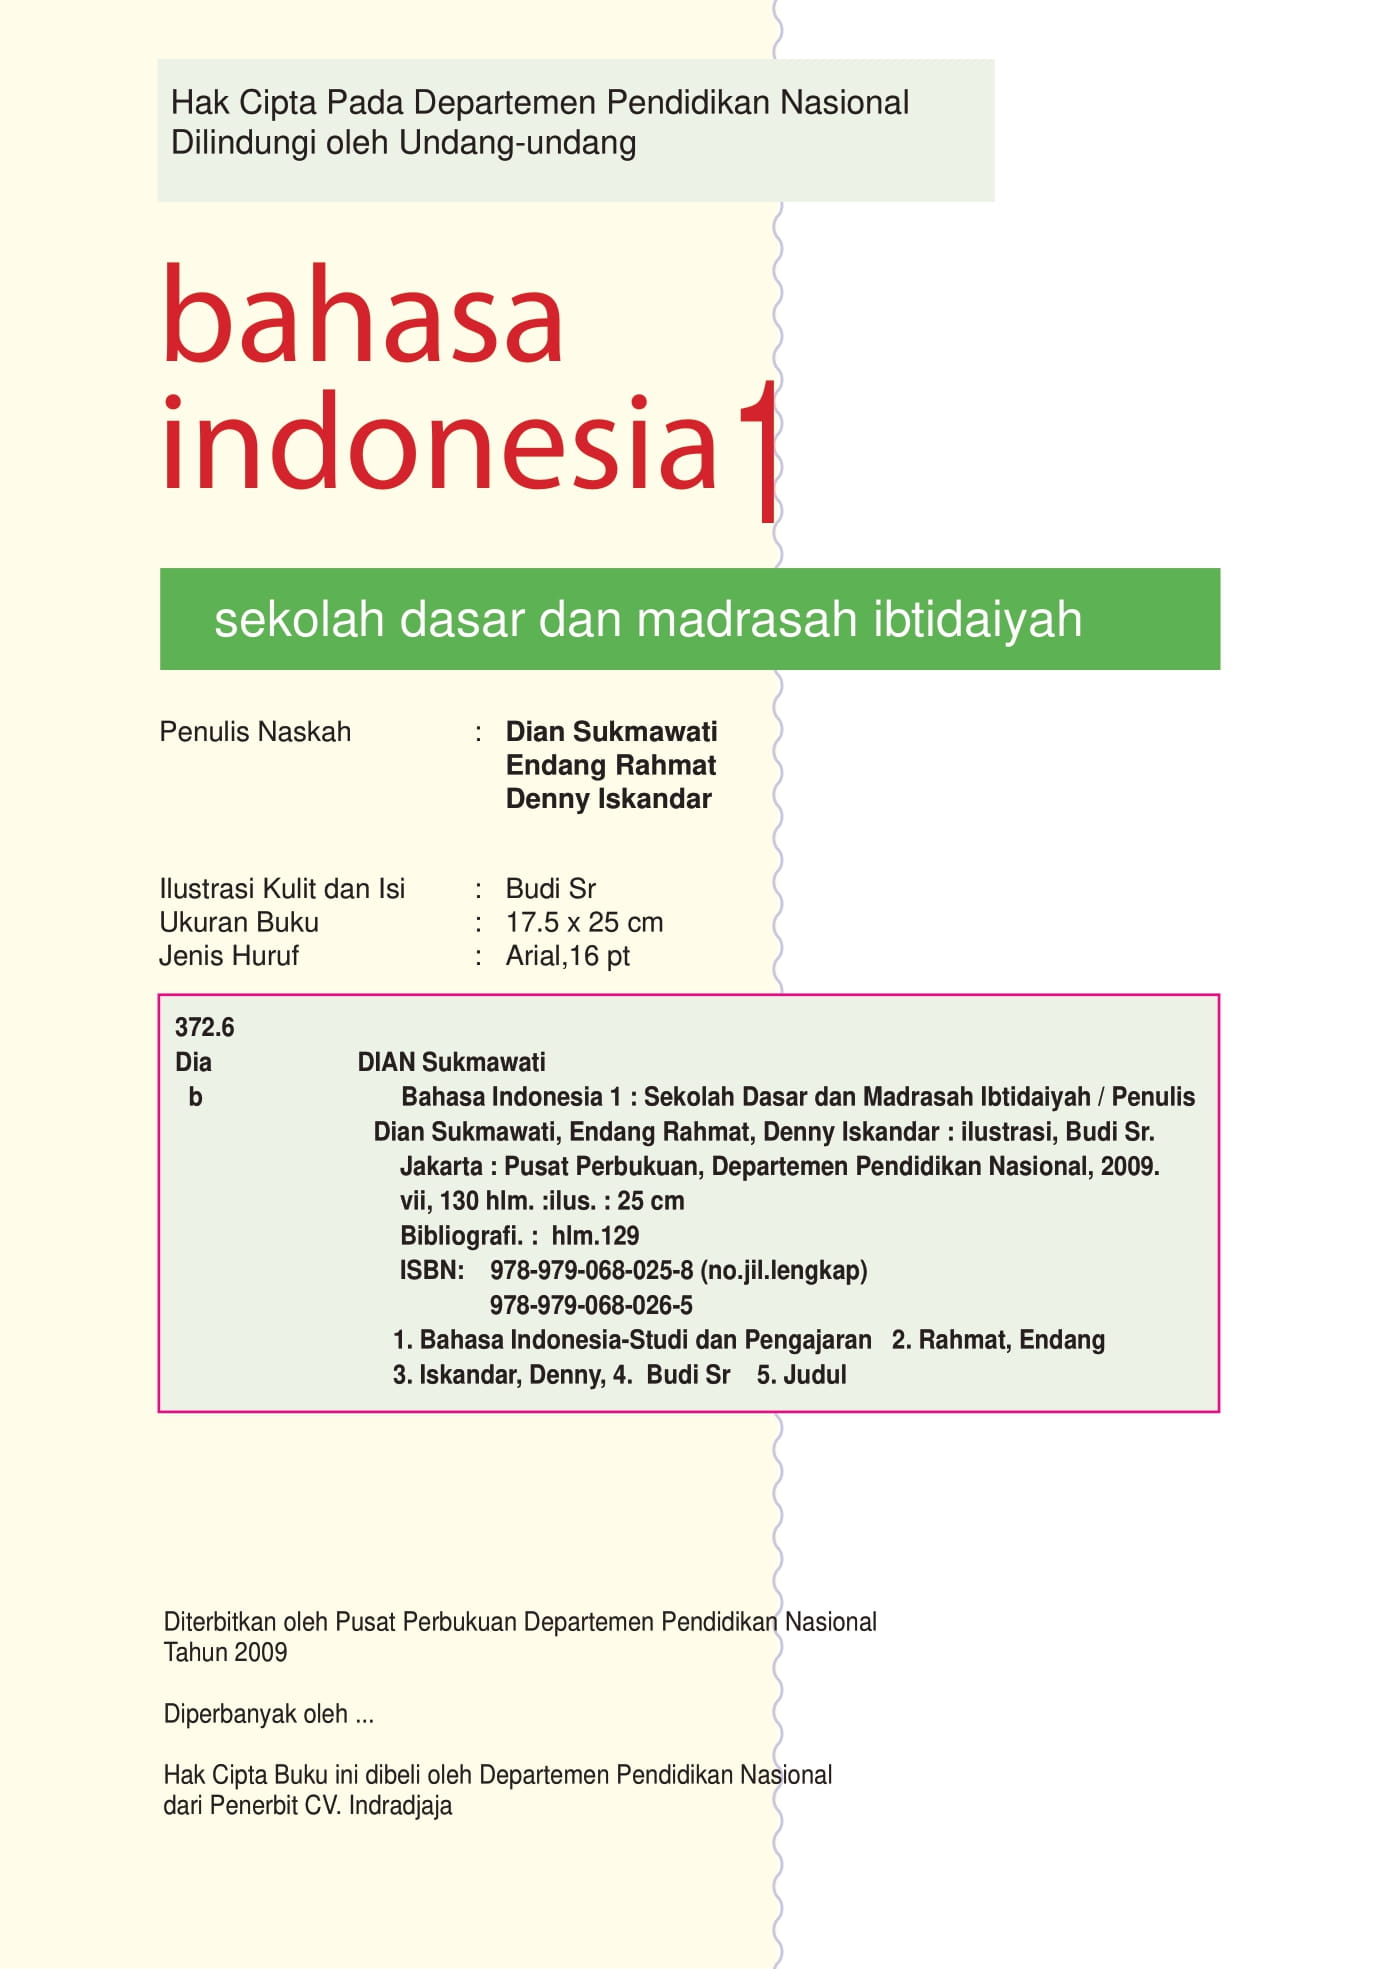 Hak Cipta Pada Departemen Pendidikan Nasional
Dilindungi oleh Undang-undang
bahasa
indonesia 1
sekolah dasar dan madrasah ibtidaiyah
Penulis Naskah : Dian Sukmawati
Endang Rahmat
Denny Iskandar
Ilustrasi Kulit dan Isi : Budi Sr
Ukuran Buku : 17.5 x 25 cm
Jenis Huruf : Arial,16 pt
372.6
Dia DIAN Sukmawati
b Bahasa Indonesia 1 : Sekolah Dasar dan Madrasah Ibtidaiyah / Penulis
Dian Sukmawati, Endang Rahmat, Denny Iskandar : ilustrasi, Budi Sr.
Jakarta : Pusat Perbukuan, Departemen Pendidikan Nasional, 2009.
vii, 130 hlm. :ilus. : 25 cm
Bibliografi. : hlm.129
ISBN: 978-979-068-025-8 (no.jil.lengkap)
978-979-068-026-5
1. Bahasa Indonesia-Studi dan Pengajaran 2. Rahmat, Endang
3. Iskandar, Denny, 4. Budi Sr 5. Judul
Diterbitkan oleh Pusat Perbukuan Departemen Pendidikan Nasional
Tahun 2009
Diperbanyak oleh ...
Hak Cipta Buku ini dibeli oleh Departemen Pendidikan Nasional
dari Penerbit CV. Indradjaja